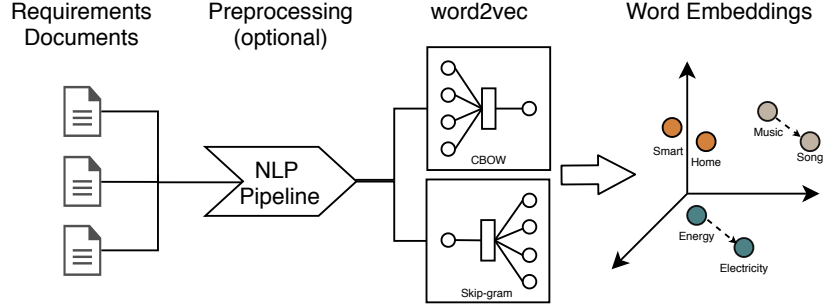 Requirements
Documents
Preprocessing
(optional)
word2vec
Word Embeddings
NLP
Pipeline
CBOW
Skip-gram
Smart
Home
Music
Song
Energy
Electricity